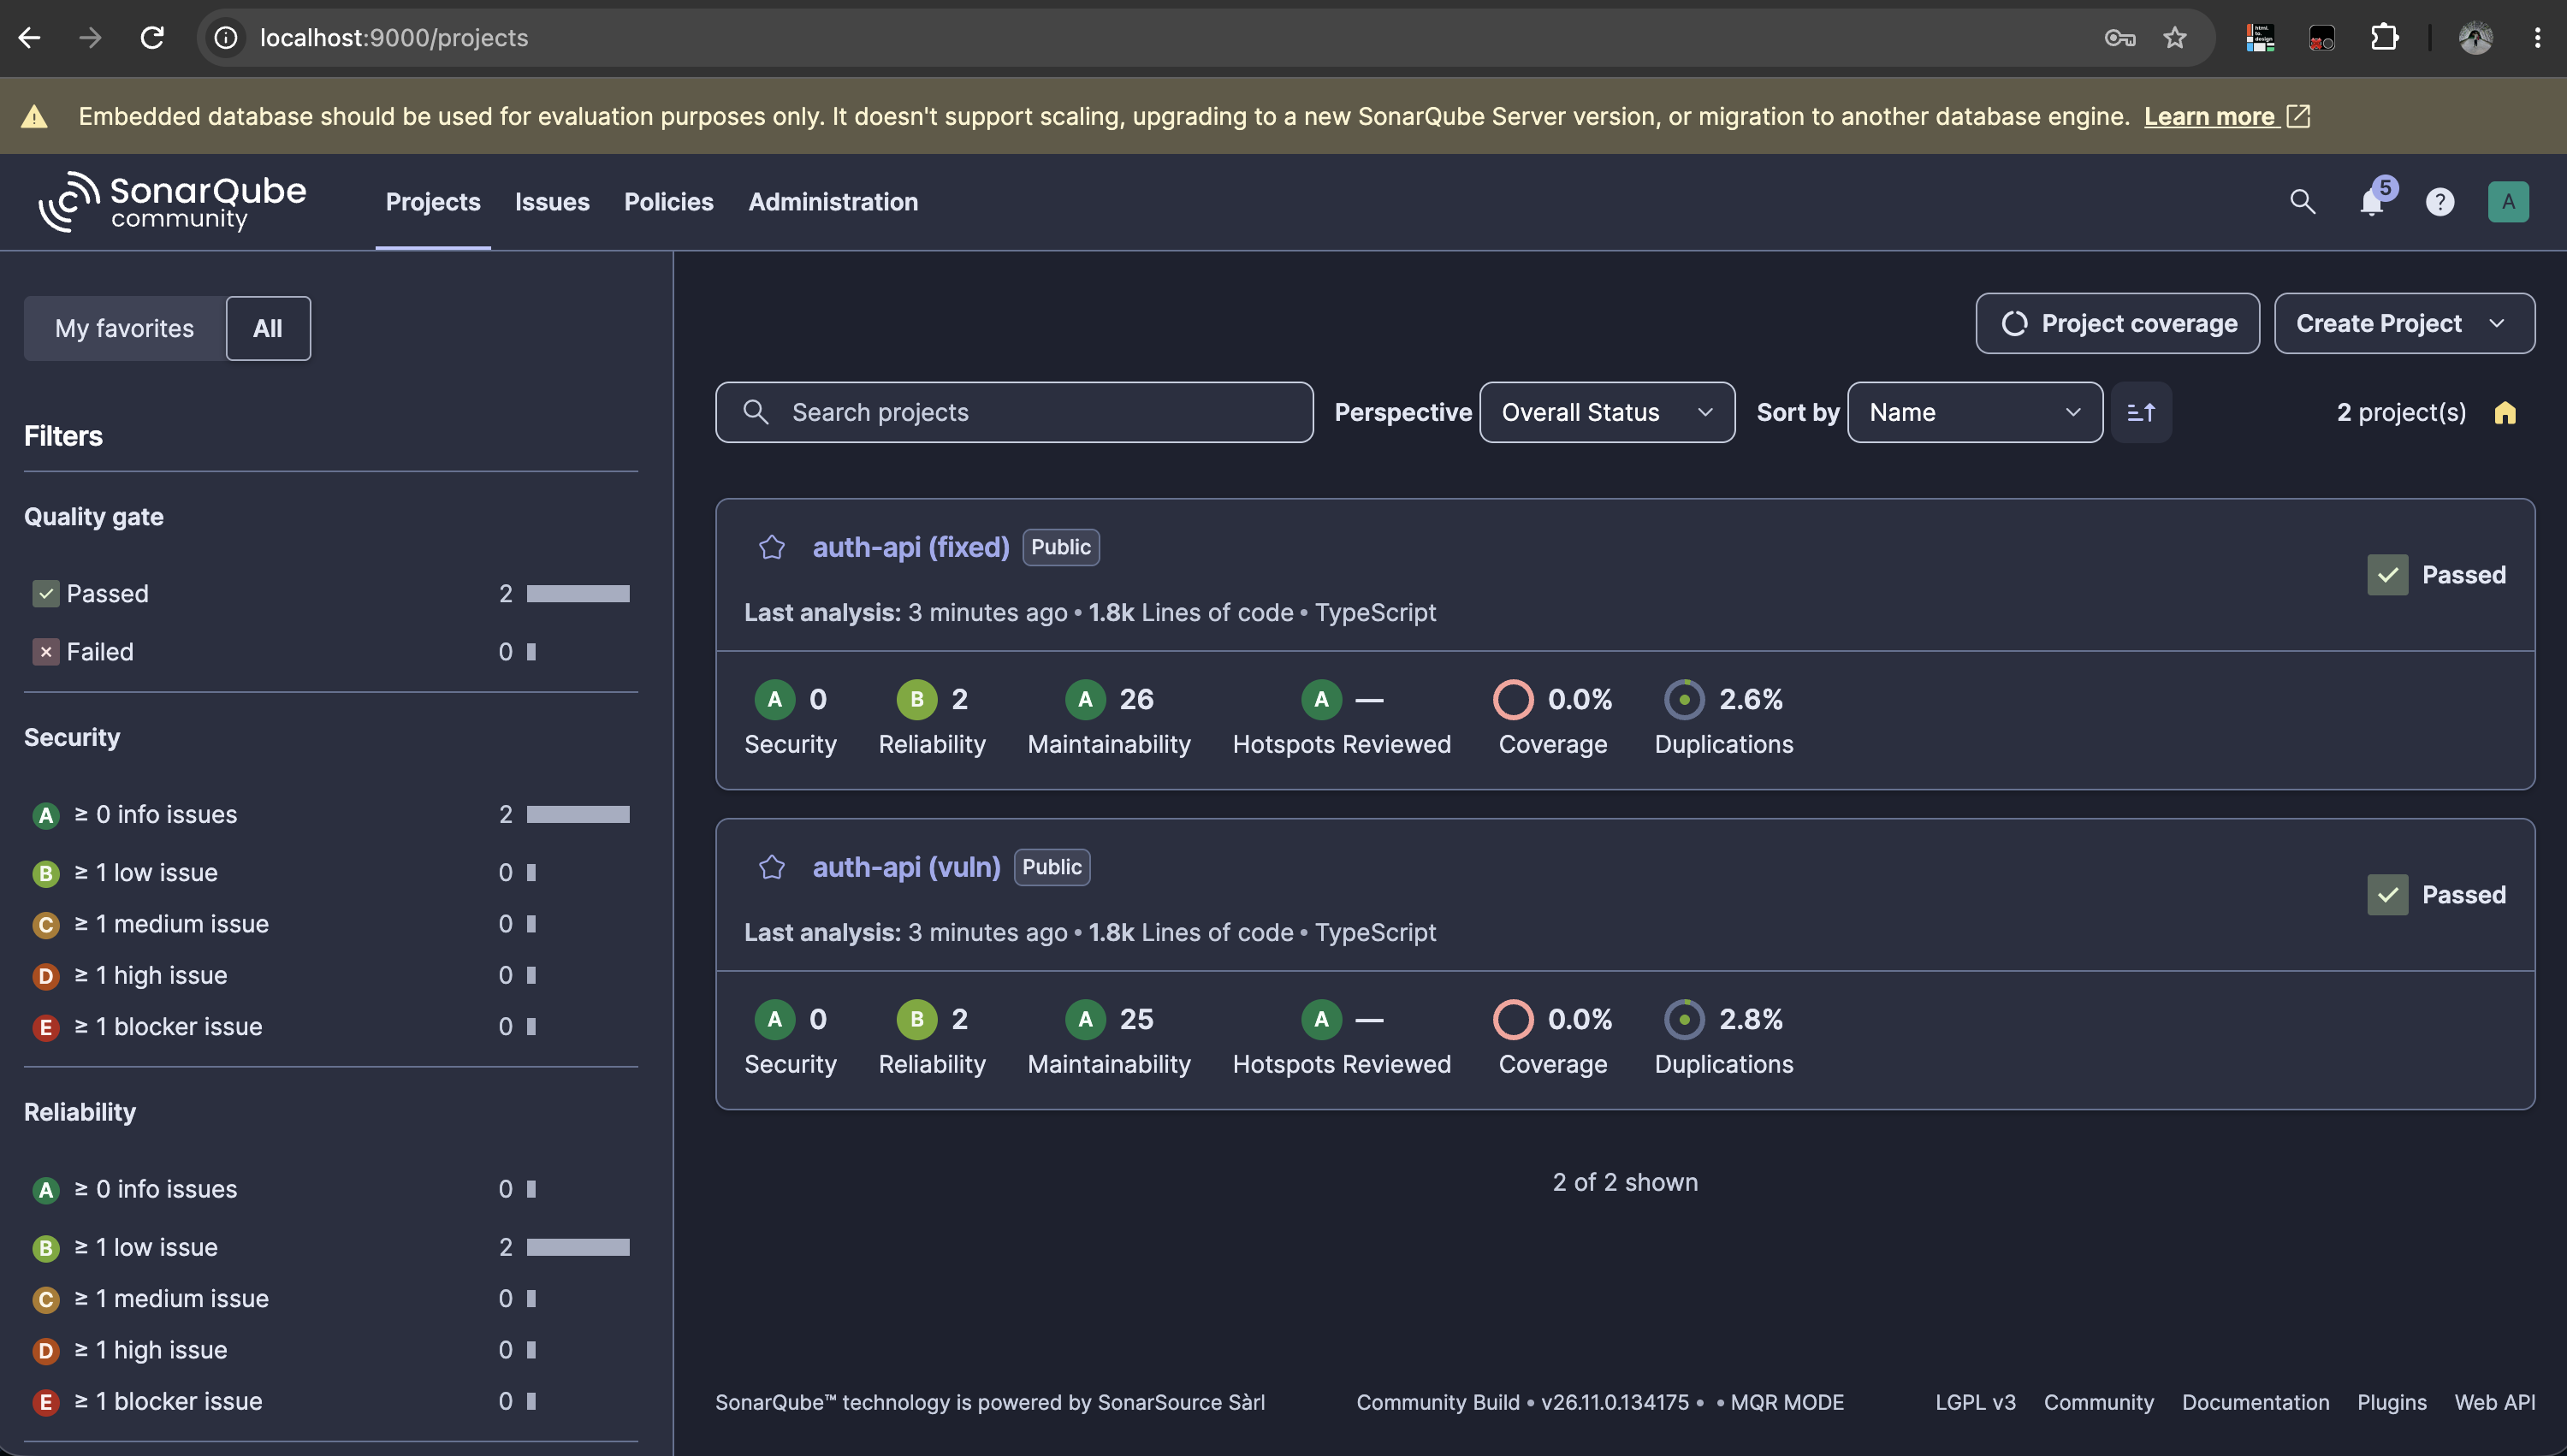 localhost:9000/projects
Embedded database should be used for evaluation purposes only. It doesn't support scaling, upgrading to a new SonarQube Server version, or migration to another database engine. Learn more
SonarQube community
Projects Issues Policies Administration
5
?
A
My favorites All
Project coverage
Create Project
Search projects
Perspective Overall Status
Sort by Name
2 project(s)
Filters
Quality gate
Passed 2
Failed 0
Security
A ≥ 0 info issues 2
B ≥ 1 low issue 0
C ≥ 1 medium issue 0
D ≥ 1 high issue 0
E ≥ 1 blocker issue 0
Reliability
A ≥ 0 info issues 0
B ≥ 1 low issue 2
C ≥ 1 medium issue 0
D ≥ 1 high issue 0
E ≥ 1 blocker issue 0
auth-api (fixed) Public
Passed
Last analysis: 3 minutes ago • 1.8k Lines of code • TypeScript
A 0 B 2 A 26 A — 0.0% 2.6%
Security Reliability Maintainability Hotspots Reviewed Coverage Duplications
auth-api (vuln) Public
Passed
Last analysis: 3 minutes ago • 1.8k Lines of code • TypeScript
A 0 B 2 A 25 A — 0.0% 2.8%
Security Reliability Maintainability Hotspots Reviewed Coverage Duplications
2 of 2 shown
SonarQube™ technology is powered by SonarSource Sàrl
Community Build • v26.11.0.134175 • • MQR MODE
LGPL v3 Community Documentation Plugins Web API